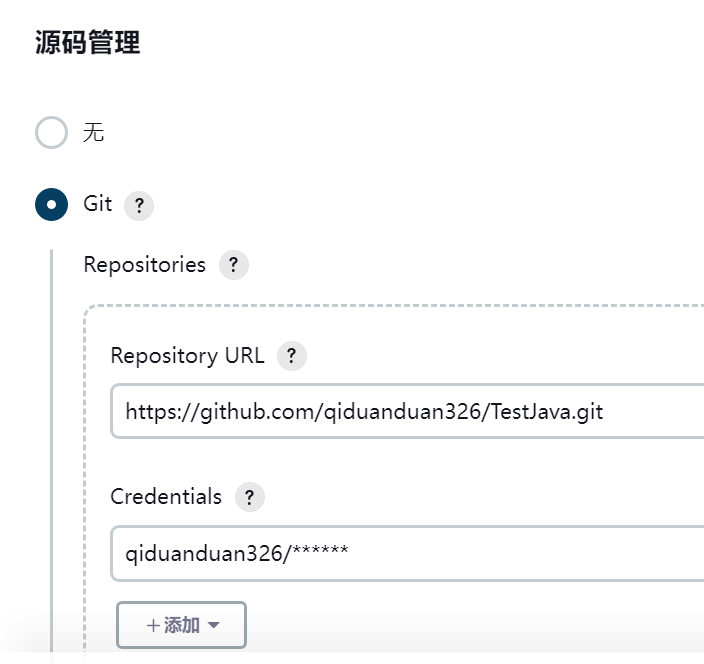 源码管理
无
Git ?
Repositories ?
Repository URL ?
https://github.com/qiduanduan326/TestJava.git
Credentials ?
qiduanduan326/******
+添加